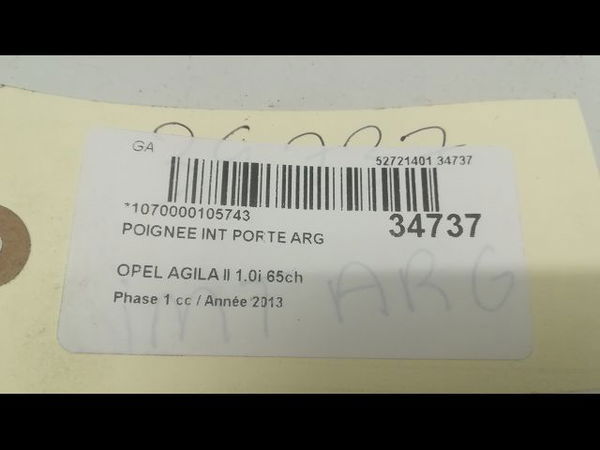 GA
52721401 34737
*1070000105743
34737
POIGNEE INT PORTE ARG
OPEL AGILA II 1.0i 65ch
Phase 1 cc / Année 2013
INT ARG